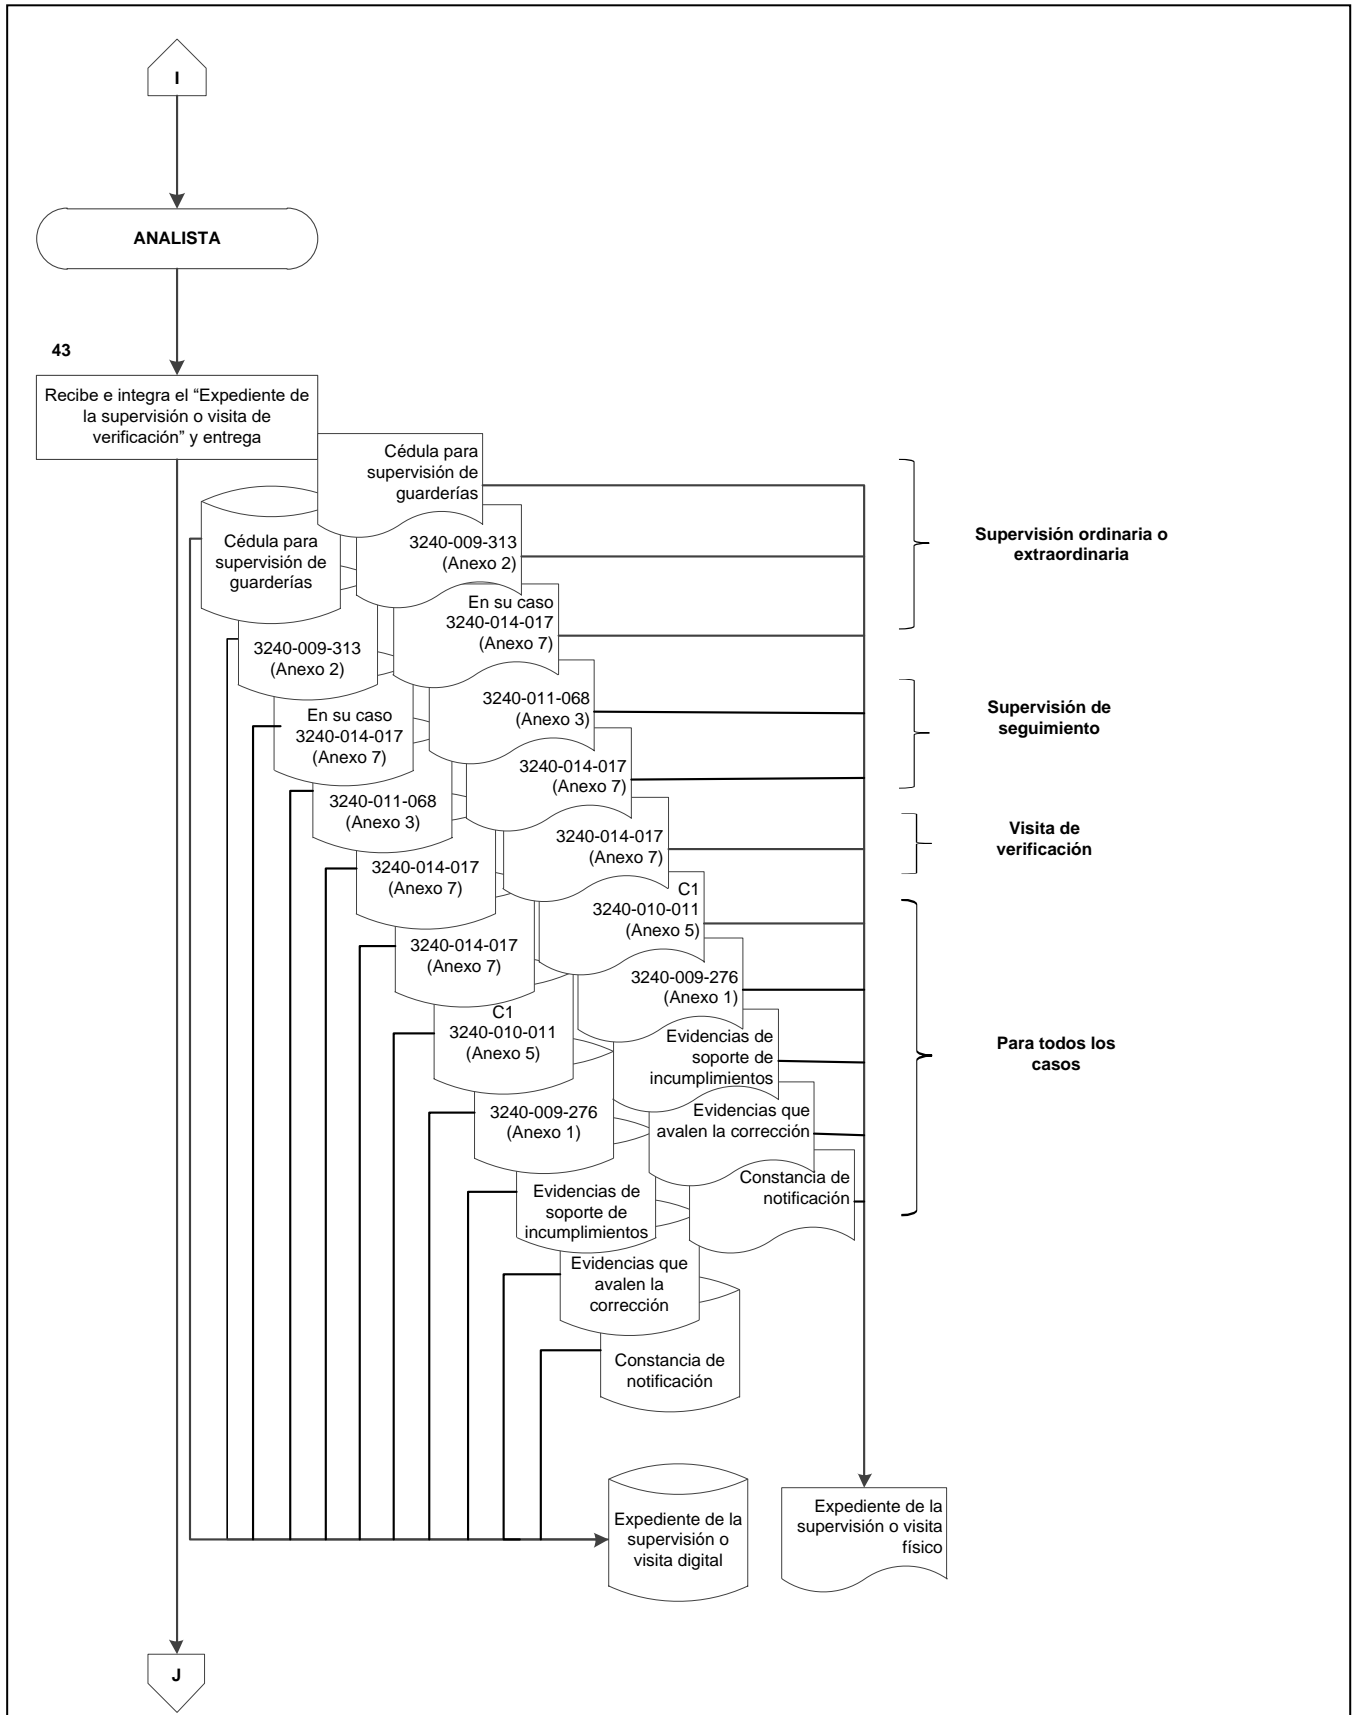 I
ANALISTA
43
Recibe e integra el “Expediente de
la supervisión o visita de
verificación” y entrega
Cédula para
supervisión de
guarderías
Cédula para
supervisión de
guarderías
3240-009-313
(Anexo 2)
Supervisión ordinaria o
extraordinaria
En su caso
3240-014-017
(Anexo 7)
3240-009-313
(Anexo 2)
3240-011-068
(Anexo 3)
Supervisión de
seguimiento
En su caso
3240-014-017
(Anexo 7)
3240-014-017
(Anexo 7)
3240-011-068
(Anexo 3)
3240-014-017
(Anexo 7)
Visita de
verificación
3240-014-017
(Anexo 7)
C1
3240-010-011
(Anexo 5)
3240-014-017
(Anexo 7)
3240-009-276
(Anexo 1)
C1
3240-010-011
(Anexo 5)
Evidencias de
soporte de
incumplimientos
Para todos los
casos
3240-009-276
(Anexo 1)
Evidencias que
avalen la corrección
Evidencias de
soporte de
incumplimientos
Constancia de
notificación
Evidencias que
avalen la
corrección
Constancia de
notificación
Expediente de la
supervisión o
visita digital
Expediente de la
supervisión o visita
físico
J